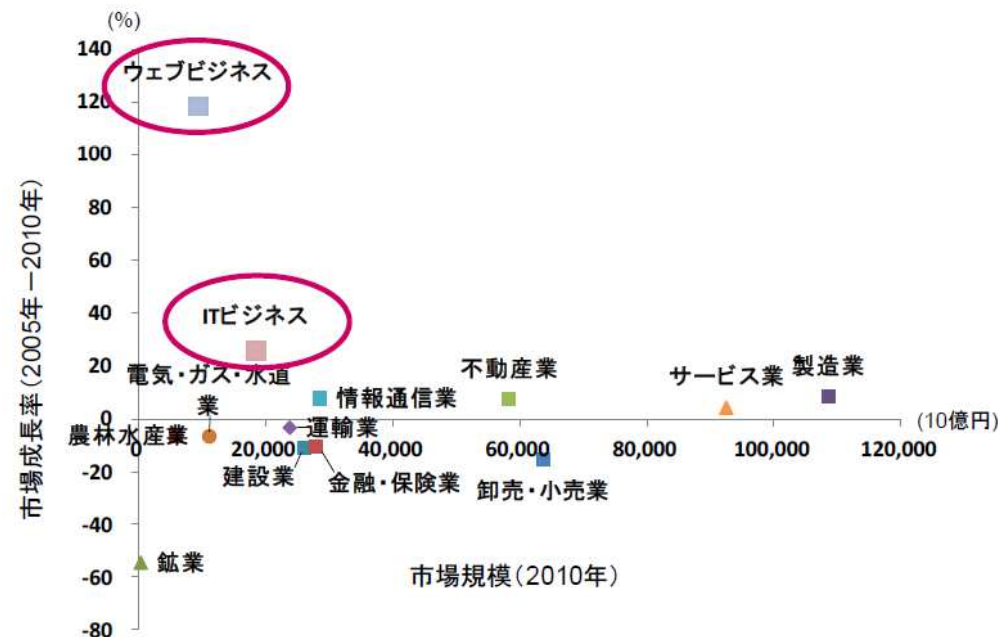 (%)
140
ウェブビジネス
120
100
80
60
40
ITビジネス
20
電気・ガス・水道
業
情報通信業
不動産業
サービス業
製造業
0
農林水産業
運輸業
(10億円)
0
20,000
40,000
60,000
80,000
100,000
120,000
-20
建設業
金融・保険業
卸売・小売業
-40
鉱業
-60
-80
市場規模(2010年)
市場成長率(2005年－2010年)